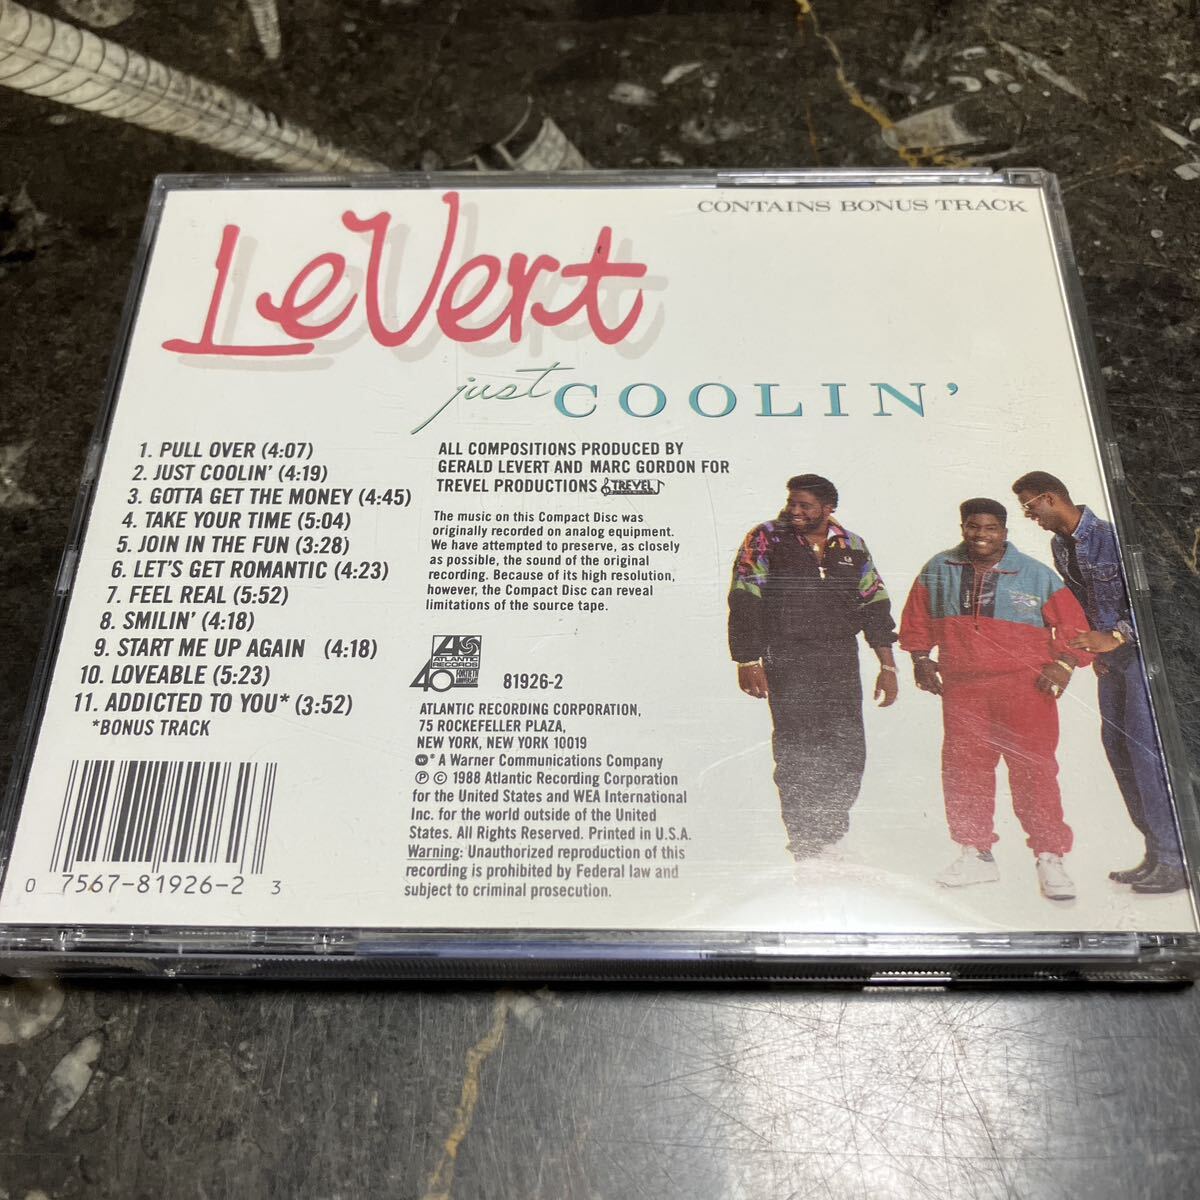 CONTAINS BONUS TRACK
LeVert
just COOLIN'
1. PULL OVER (4:07)
2. JUST COOLIN' (4:19)
3. GOTTA GET THE MONEY (4:45)
4. TAKE YOUR TIME (5:04)
5. JOIN IN THE FUN (3:28)
6. LET'S GET ROMANTIC (4:23)
7. FEEL REAL (5:52)
8. SMILIN' (4:18)
9. START ME UP AGAIN (4:18)
10. LOVEABLE (5:23)
11. ADDICTED TO YOU* (3:52)
*BONUS TRACK
0 7567-81926-2 3
ALL COMPOSITIONS PRODUCED BY
GERALD LEVERT AND MARC GORDON FOR
TREVEL PRODUCTIONS TREVEL
The music on this Compact Disc was
originally recorded on analog equipment.
We have attempted to preserve, as closely
as possible, the sound of the original
recording. Because of its high resolution,
however, the Compact Disc can reveal
limitations of the source tape.
ATLANTIC
RECORDS
40 FORTIETH
ANNIVERSARY
81926-2
ATLANTIC RECORDING CORPORATION,
75 ROCKEFELLER PLAZA,
NEW YORK, NEW YORK 10019
® A Warner Communications Company
℗ © 1988 Atlantic Recording Corporation
for the United States and WEA International
Inc. for the world outside of the United
States. All Rights Reserved. Printed in U.S.A.
Warning: Unauthorized reproduction of this
recording is prohibited by Federal law and
subject to criminal prosecution.